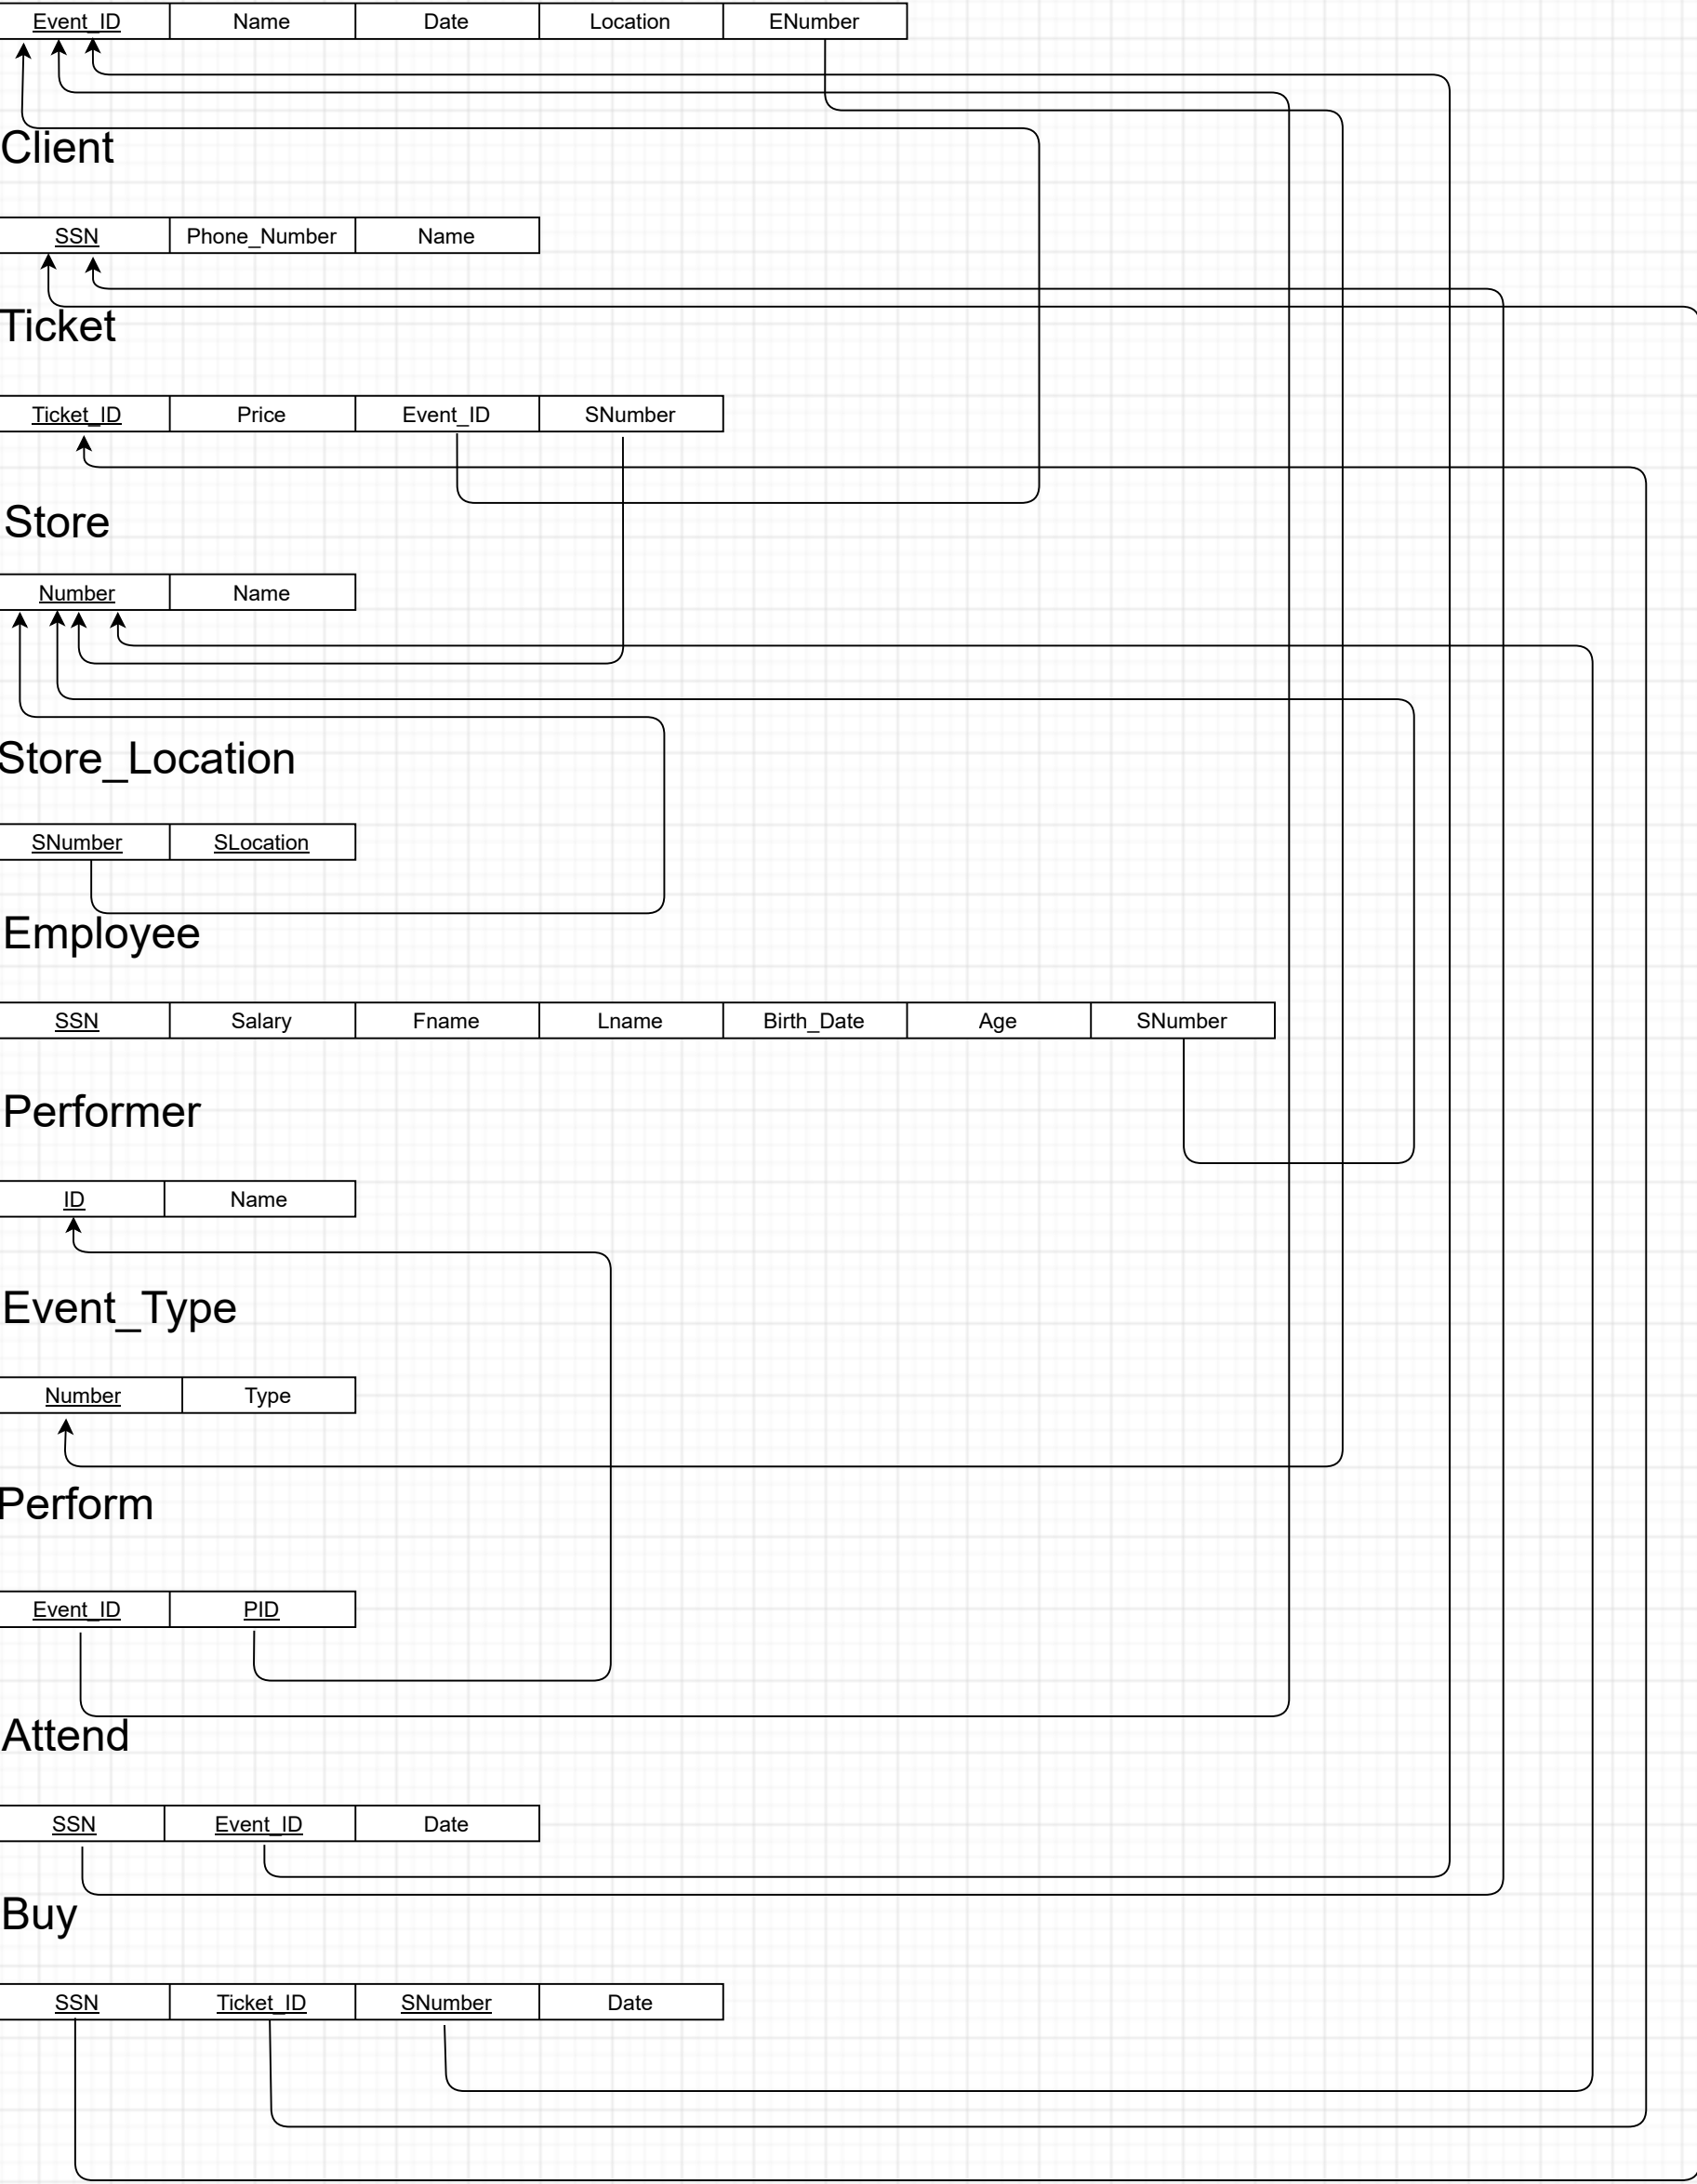 Event_ID Name Date Location ENumber
Client
SSN Phone_Number Name
Ticket
Ticket_ID Price Event_ID SNumber
Store
Number Name
Store_Location
SNumber SLocation
Employee
SSN Salary Fname Lname Birth_Date Age SNumber
Performer
ID Name
Event_Type
Number Type
Perform
Event_ID PID
Attend
SSN Event_ID Date
Buy
SSN Ticket_ID SNumber Date